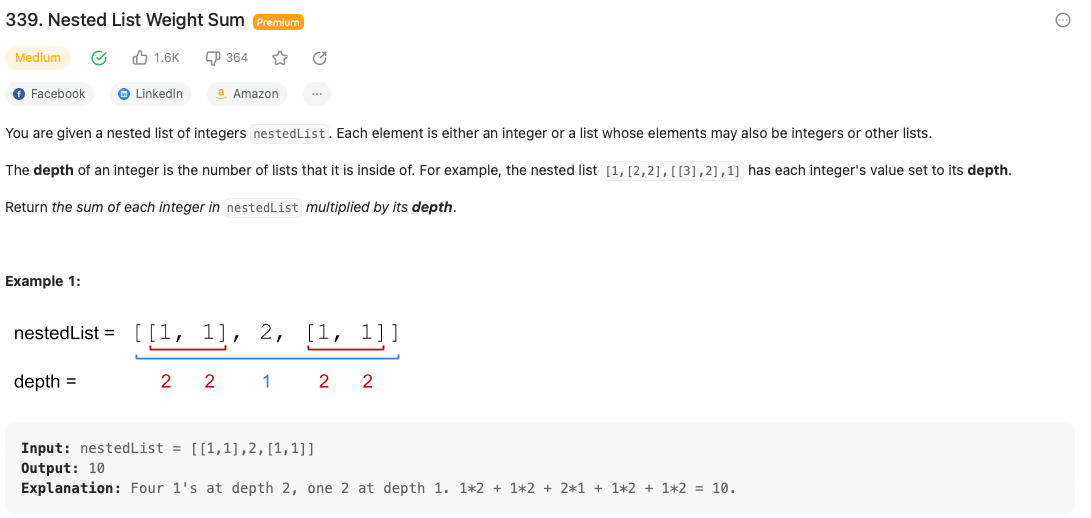 339. Nested List Weight Sum Premium
Medium 1.6K 364
Facebook LinkedIn Amazon ...
You are given a nested list of integers nestedList. Each element is either an integer or a list whose elements may also be integers or other lists.
The depth of an integer is the number of lists that it is inside of. For example, the nested list [1,[2,2],[[3],2],1] has each integer's value set to its depth.
Return the sum of each integer in nestedList multiplied by its depth.
Example 1:
nestedList = [[1, 1], 2, [1, 1]]
depth = 2 2 1 2 2
Input: nestedList = [[1,1],2,[1,1]]
Output: 10
Explanation: Four 1's at depth 2, one 2 at depth 1. 1*2 + 1*2 + 2*1 + 1*2 + 1*2 = 10.